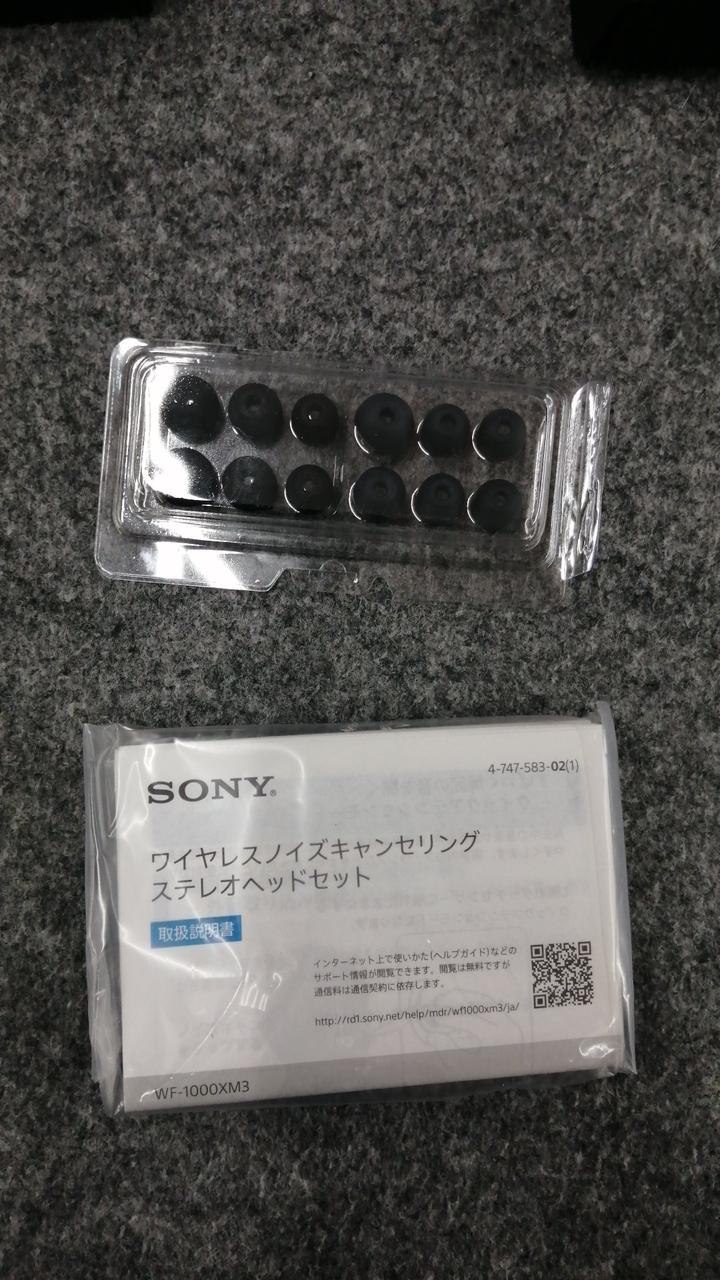 SONY®
4-747-583-02(1)
ワイヤレスノイズキャンセリング
ステレオヘッドセット
取扱説明書
インターネット上で使いかた(ヘルプガイド)などの
サポート情報が閲覧できます。閲覧は無料ですが
通信料は通信契約に依存します。
http://rd1.sony.net/help/mdr/wf1000xm3/ja/
WF-1000XM3